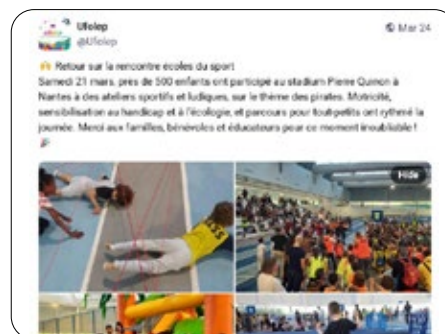 Ufolep
@Ufolep
Mar 24
Retour sur la rencontre écoles du sport
Samedi 21 mars, près de 500 enfants ont participé au stadium Pierre Quinon à
Nantes à des ateliers sportifs et ludiques, sur le thème des pirates. Motricité,
sensibilisation au handicap et à l'écologie, et parcours pour tout-petits ont rythmé la
journée. Merci aux familles, bénévoles et éducateurs pour ce moment inoubliable !
Hide